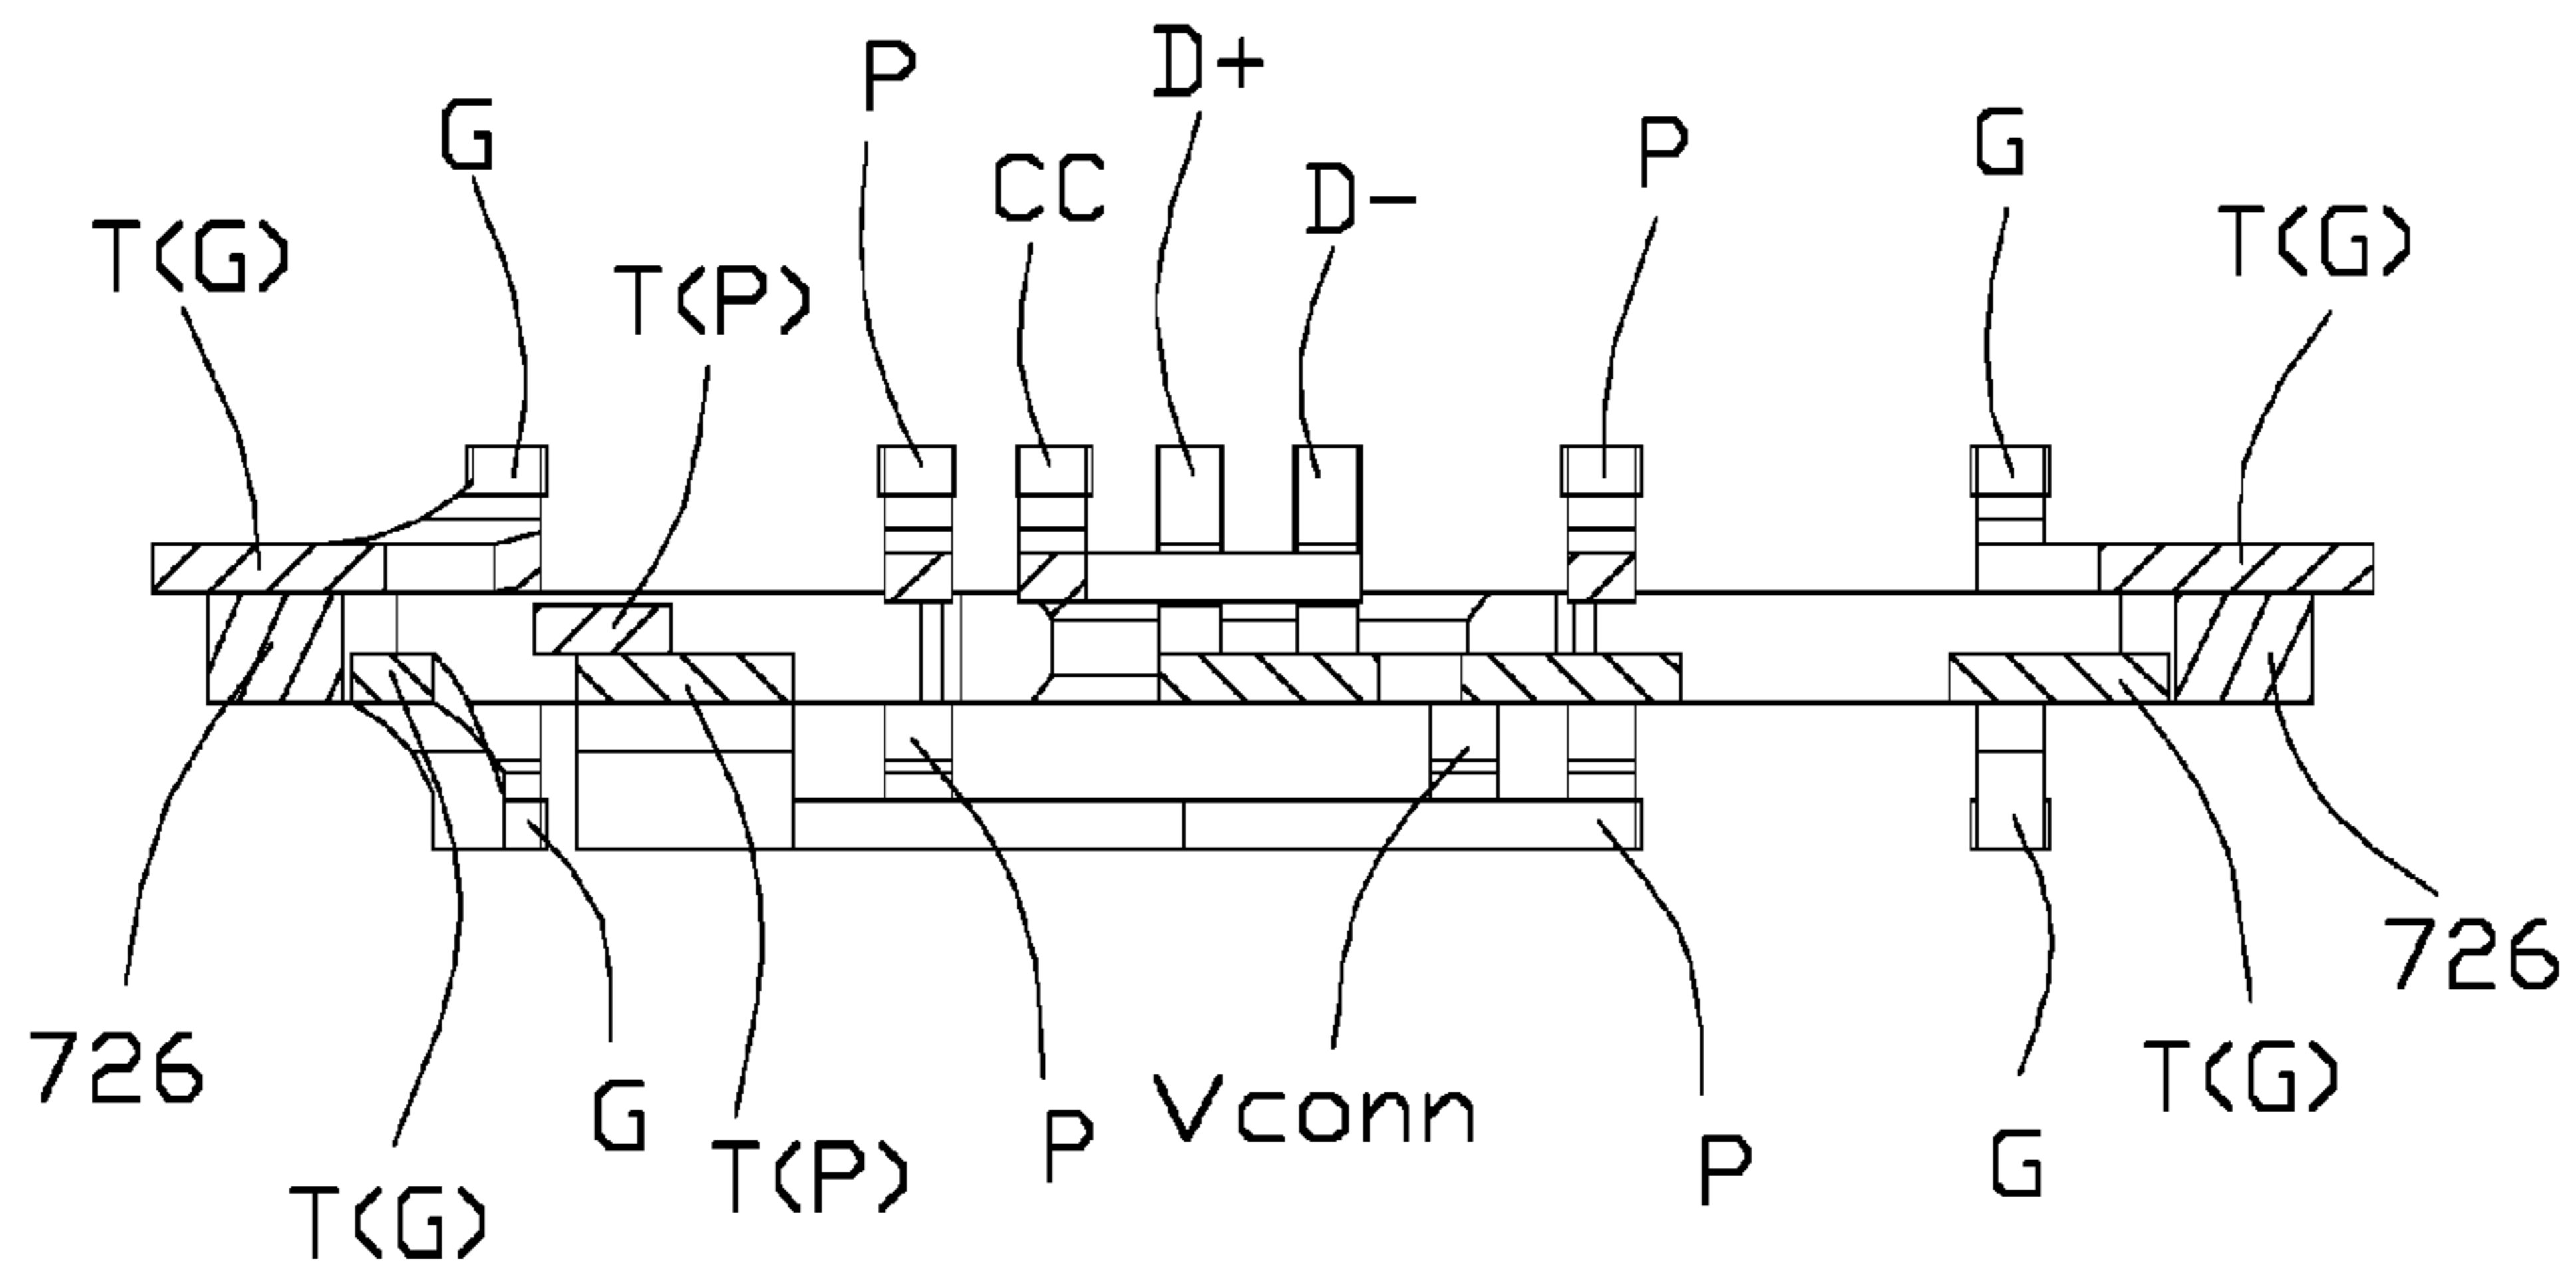 D+
P
G
P
G
CC
D-
T(G)
T(G)
T(P)
726
726
T(G)
Vconn
G
P
G
T(P)
P
T(G)